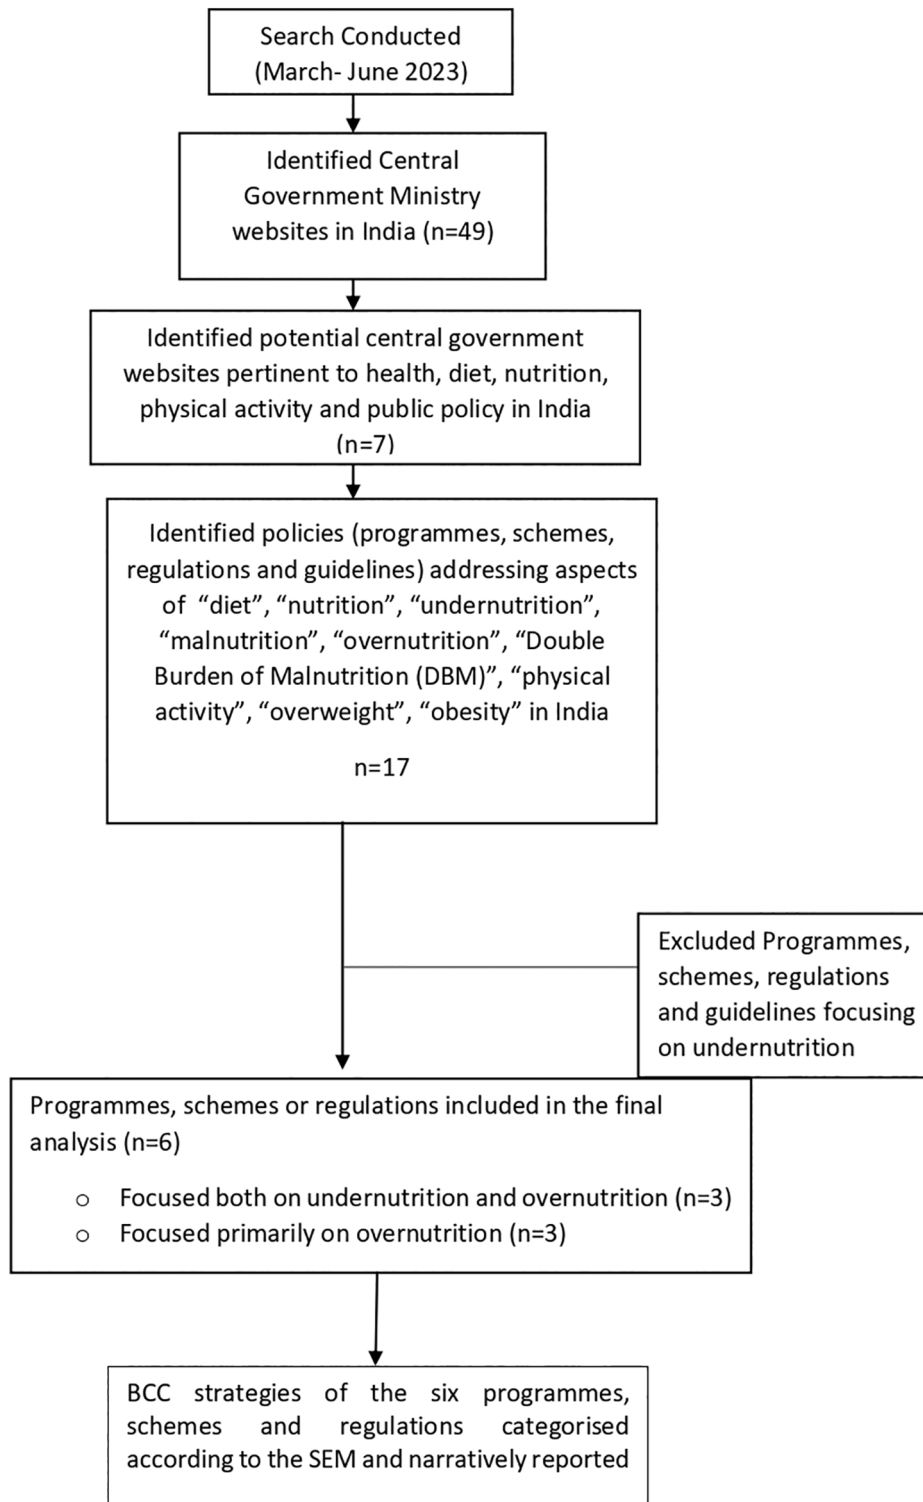 Search Conducted
(March- June 2023)
Identified Central
Government Ministry
websites in India (n=49)
Identified potential central government
websites pertinent to health, diet, nutrition,
physical activity and public policy in India
(n=7)
Identified policies (programmes, schemes,
regulations and guidelines) addressing aspects
of “diet”, “nutrition”, “undernutrition”,
“malnutrition”, “overnutrition”, “Double
Burden of Malnutrition (DBM)”, “physical
activity”, “overweight”, “obesity” in India
n=17
Excluded Programmes,
schemes, regulations
and guidelines focusing
on undernutrition
Programmes, schemes or regulations included in the final
analysis (n=6)
o Focused both on undernutrition and overnutrition (n=3)
o Focused primarily on overnutrition (n=3)
BCC strategies of the six programmes,
schemes and regulations categorised
according to the SEM and narratively reported